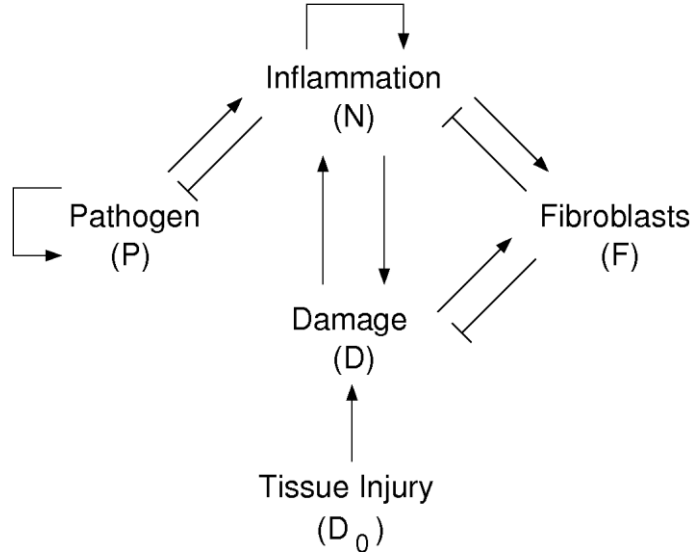 Inflammation
(N)
Pathogen
(P)
Fibroblasts
(F)
Damage
(D)
Tissue Injury
(D₀)